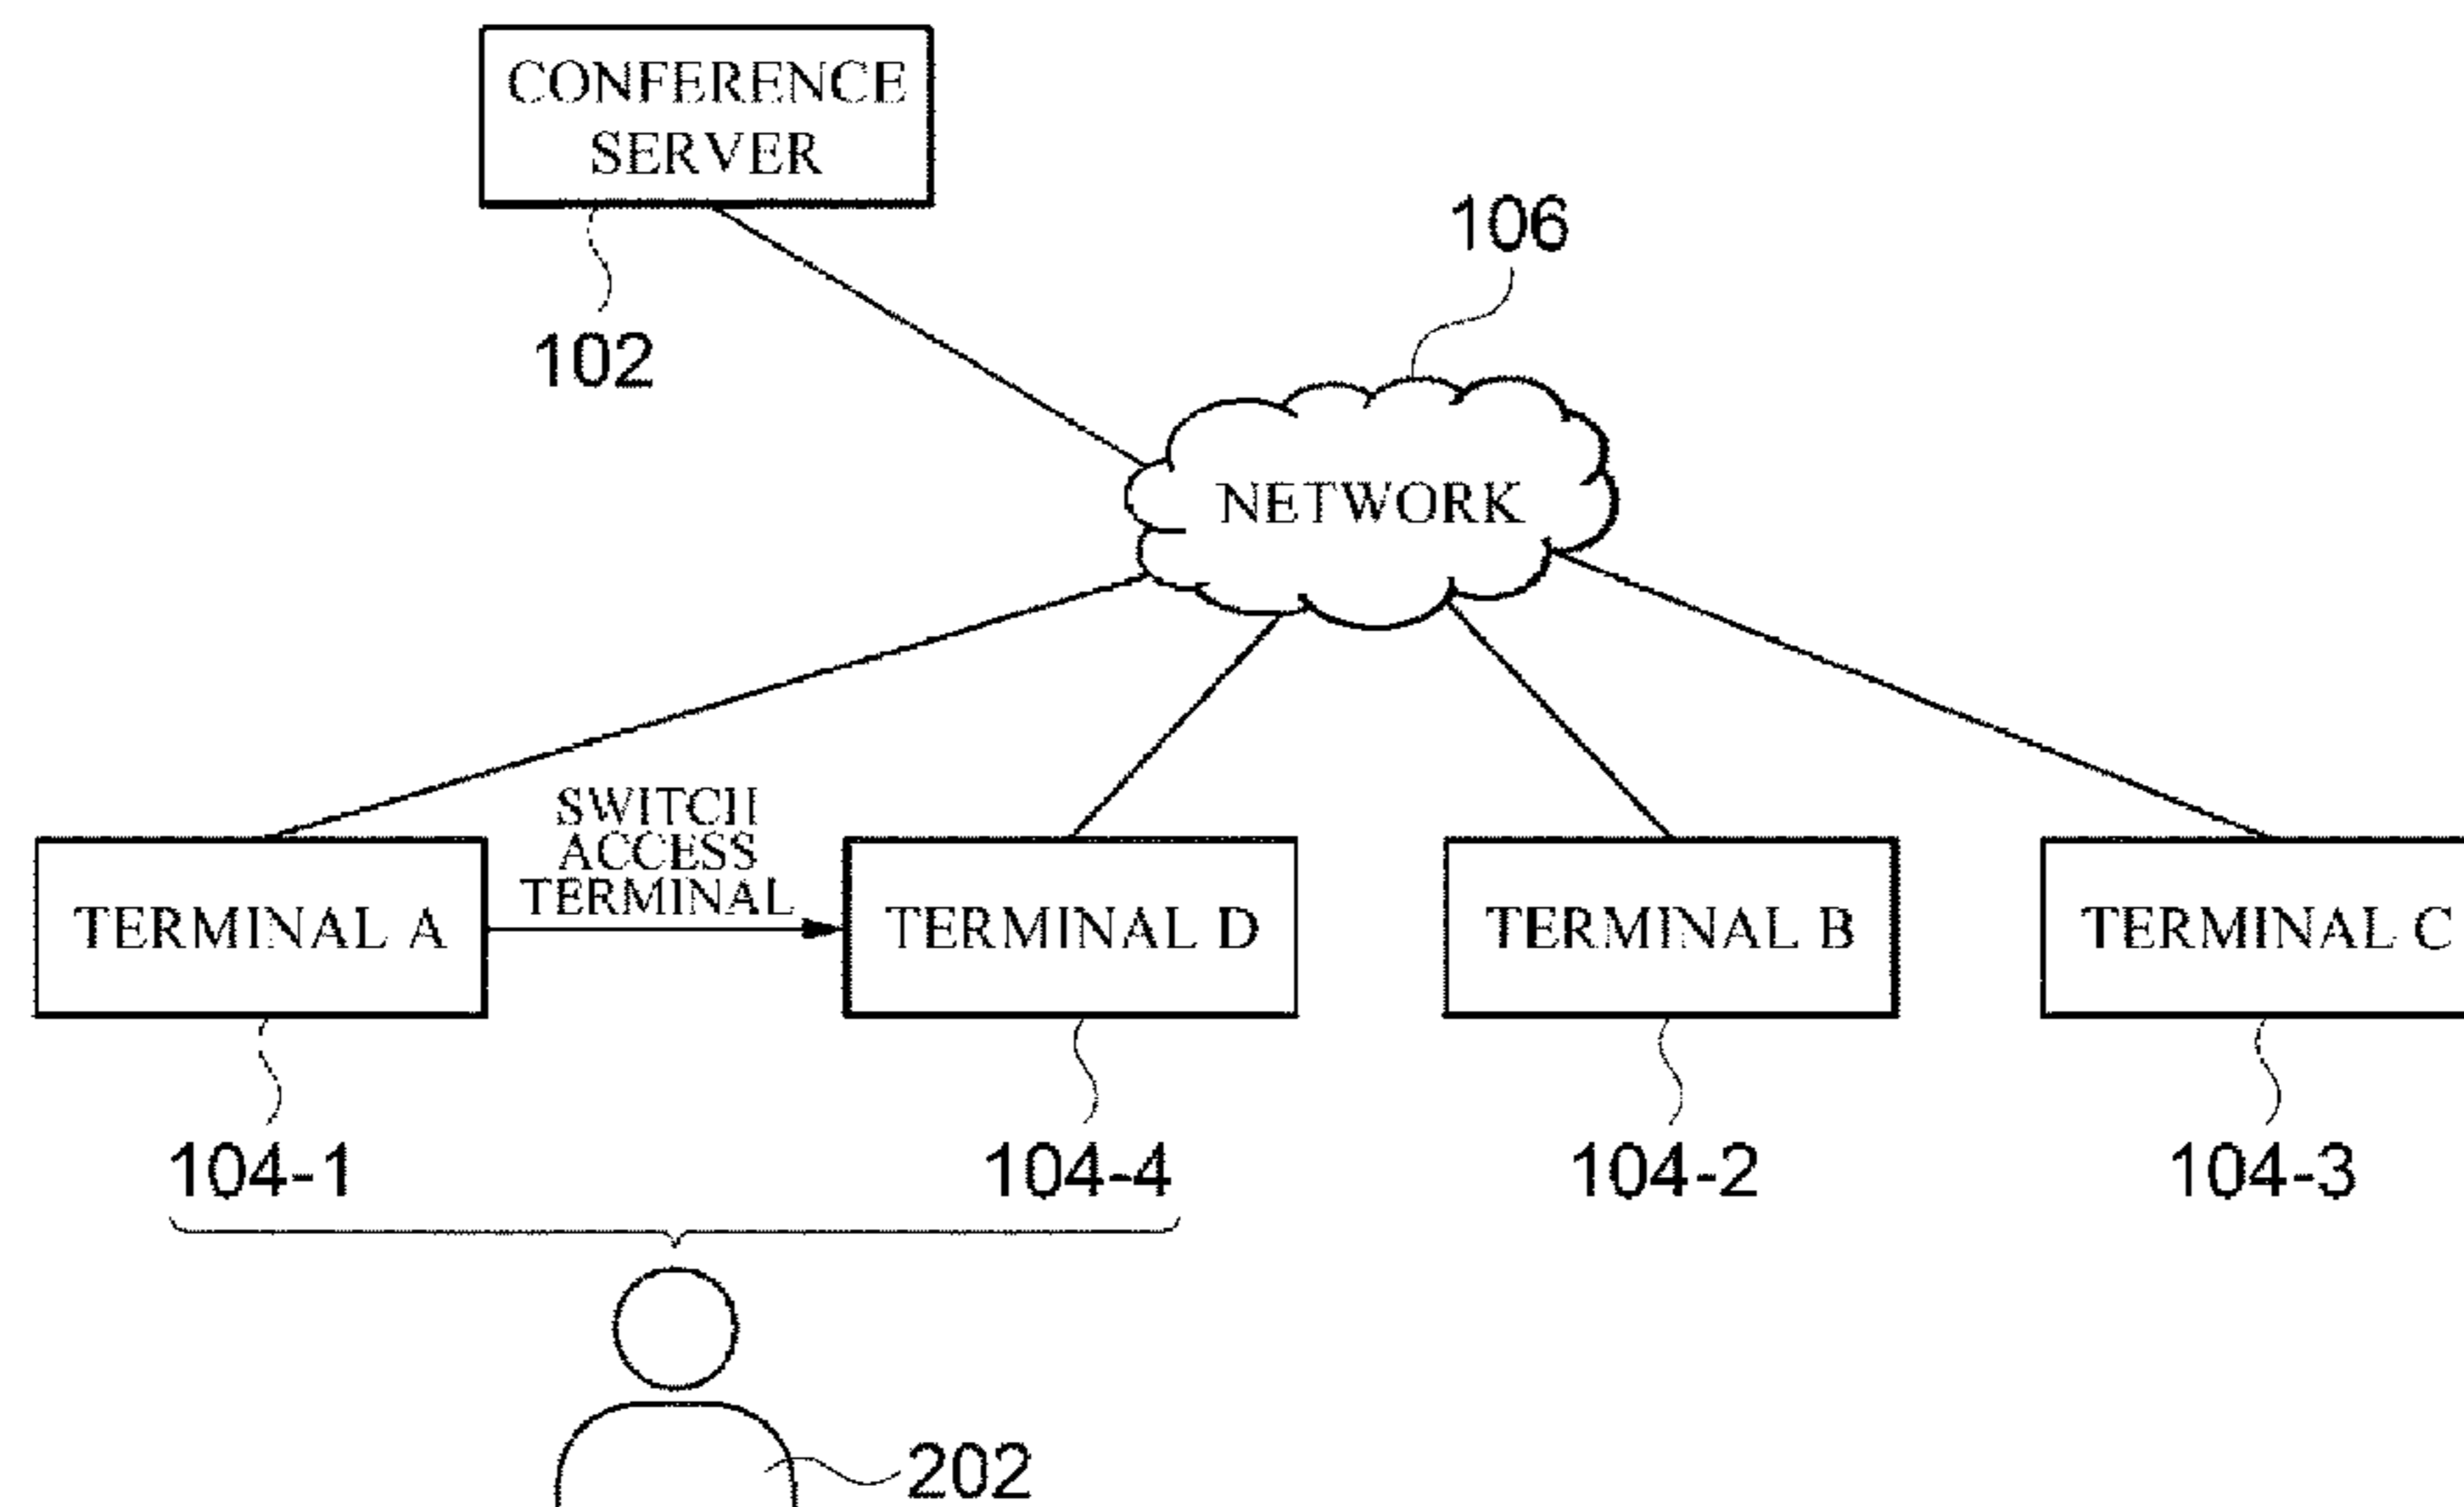 CONFERENCE
SERVER
102
106
NETWORK
SWITCH
ACCESS
TERMINAL
TERMINAL A
TERMINAL D
TERMINAL B
TERMINAL C
104-1
104-4
104-2
104-3
202